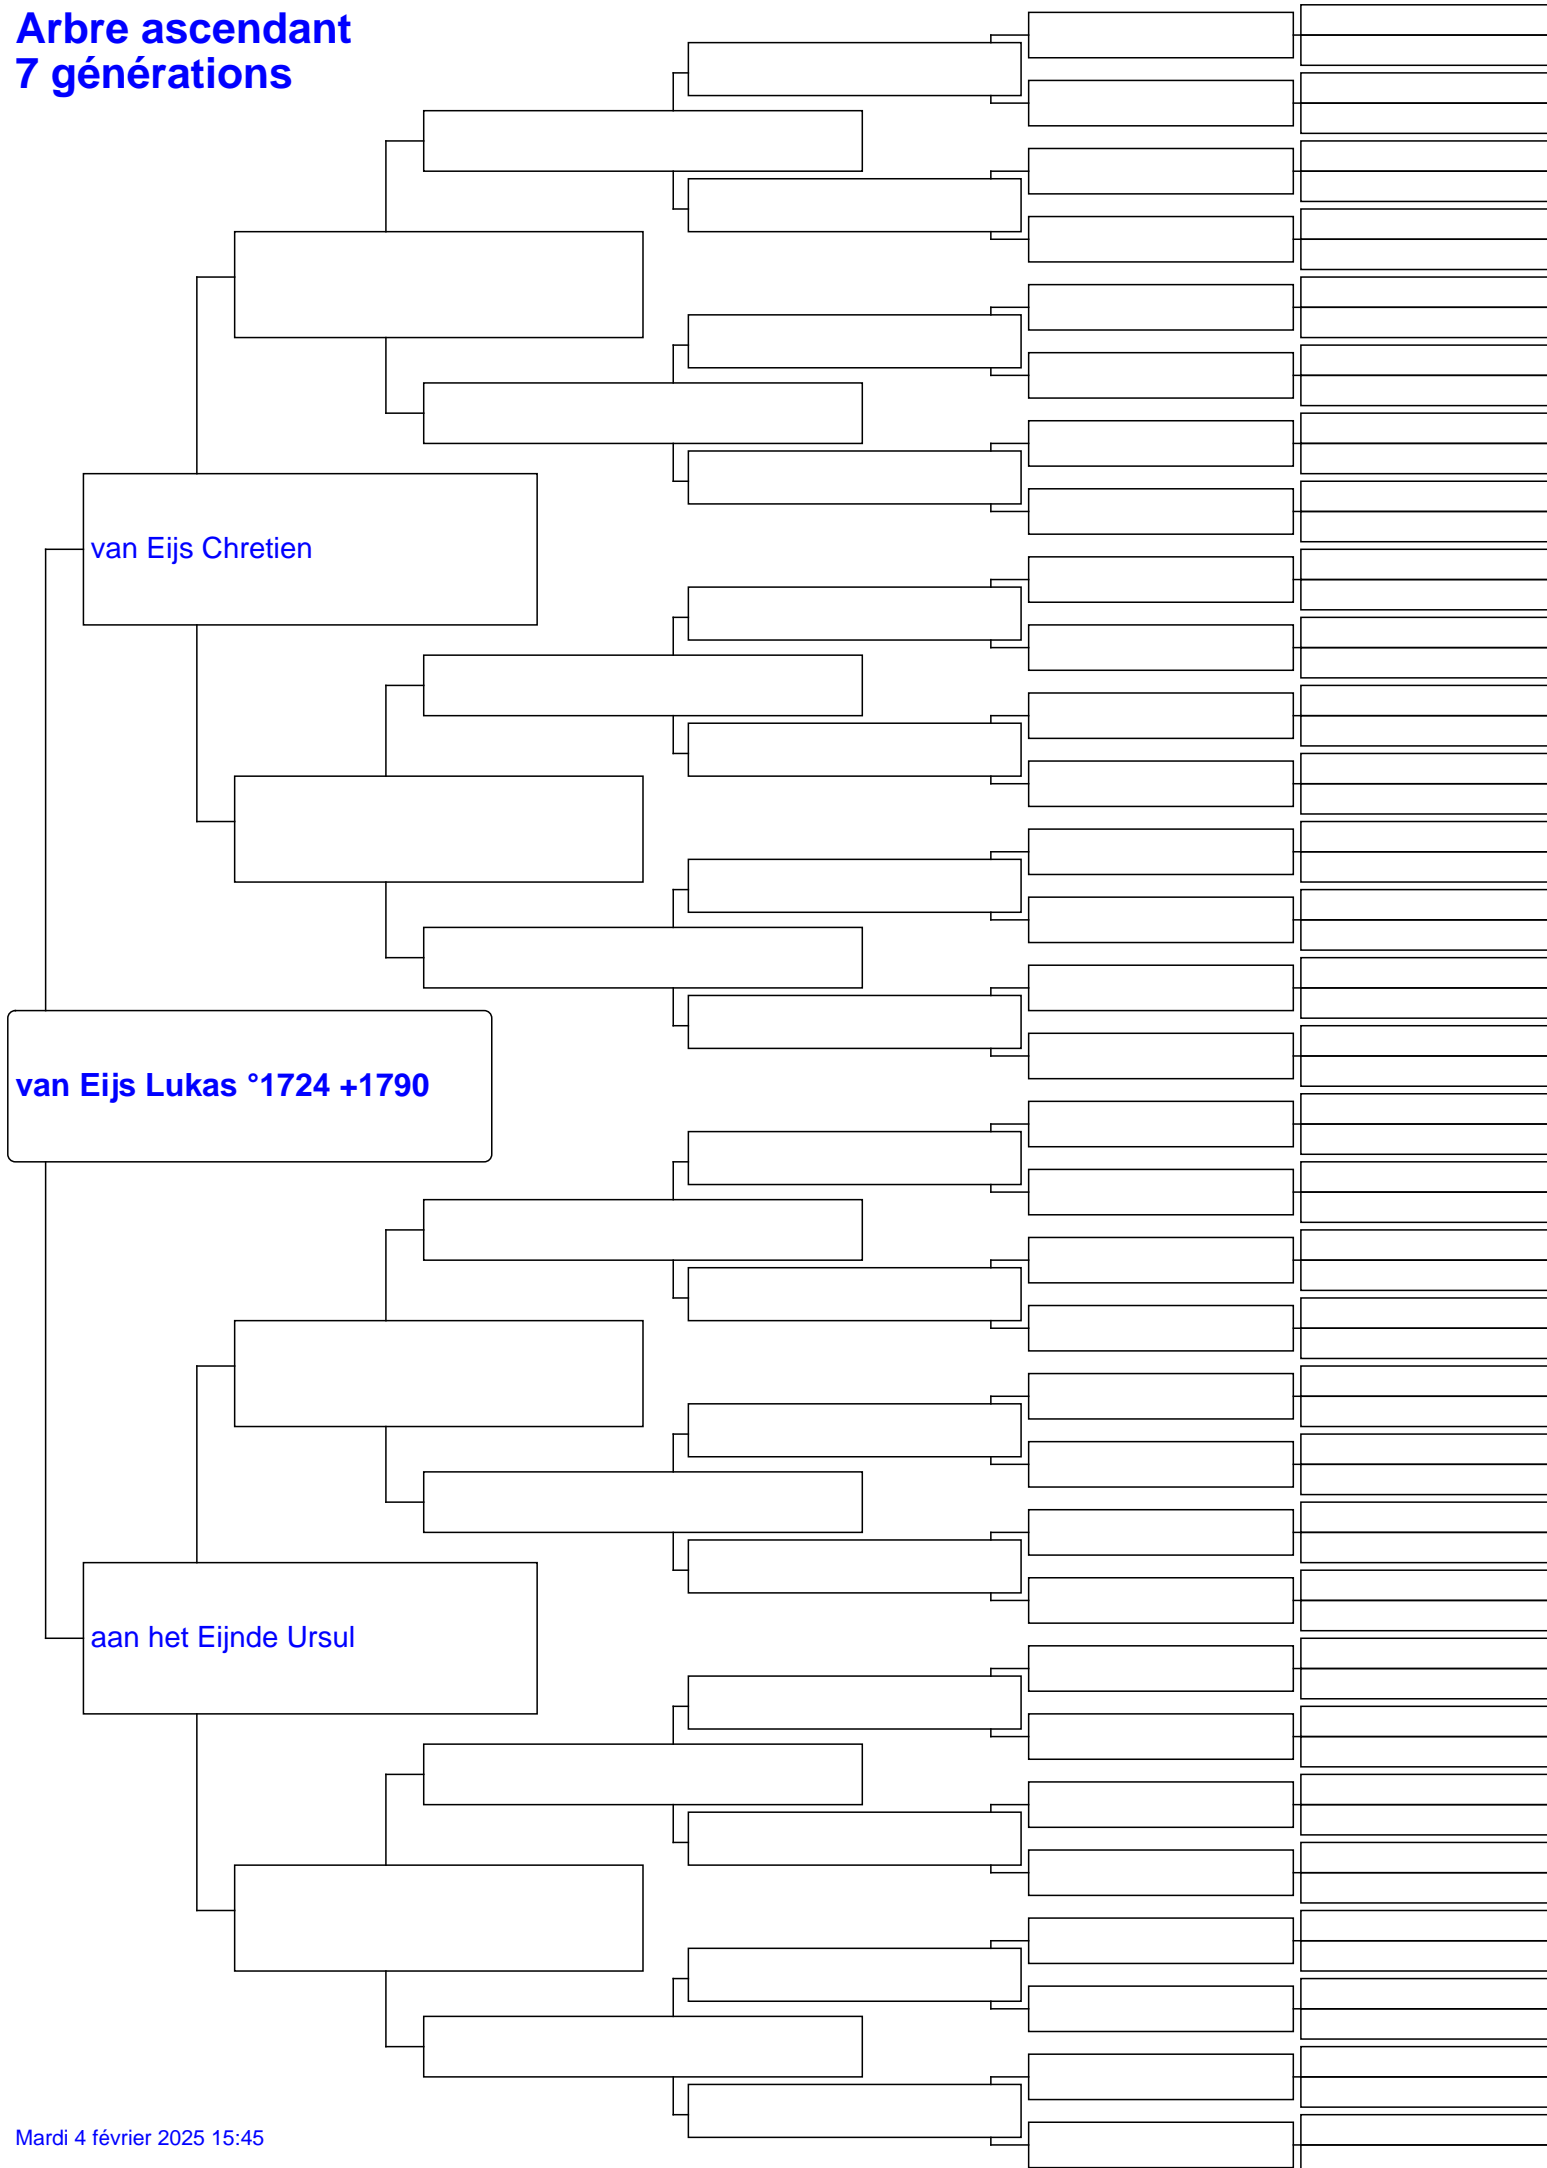 Arbre ascendant
7 générations
van Eijs Chretien
van Eijs Lukas °1724 +1790
aan het Eijnde Ursul
Mardi 4 février 2025 15:45